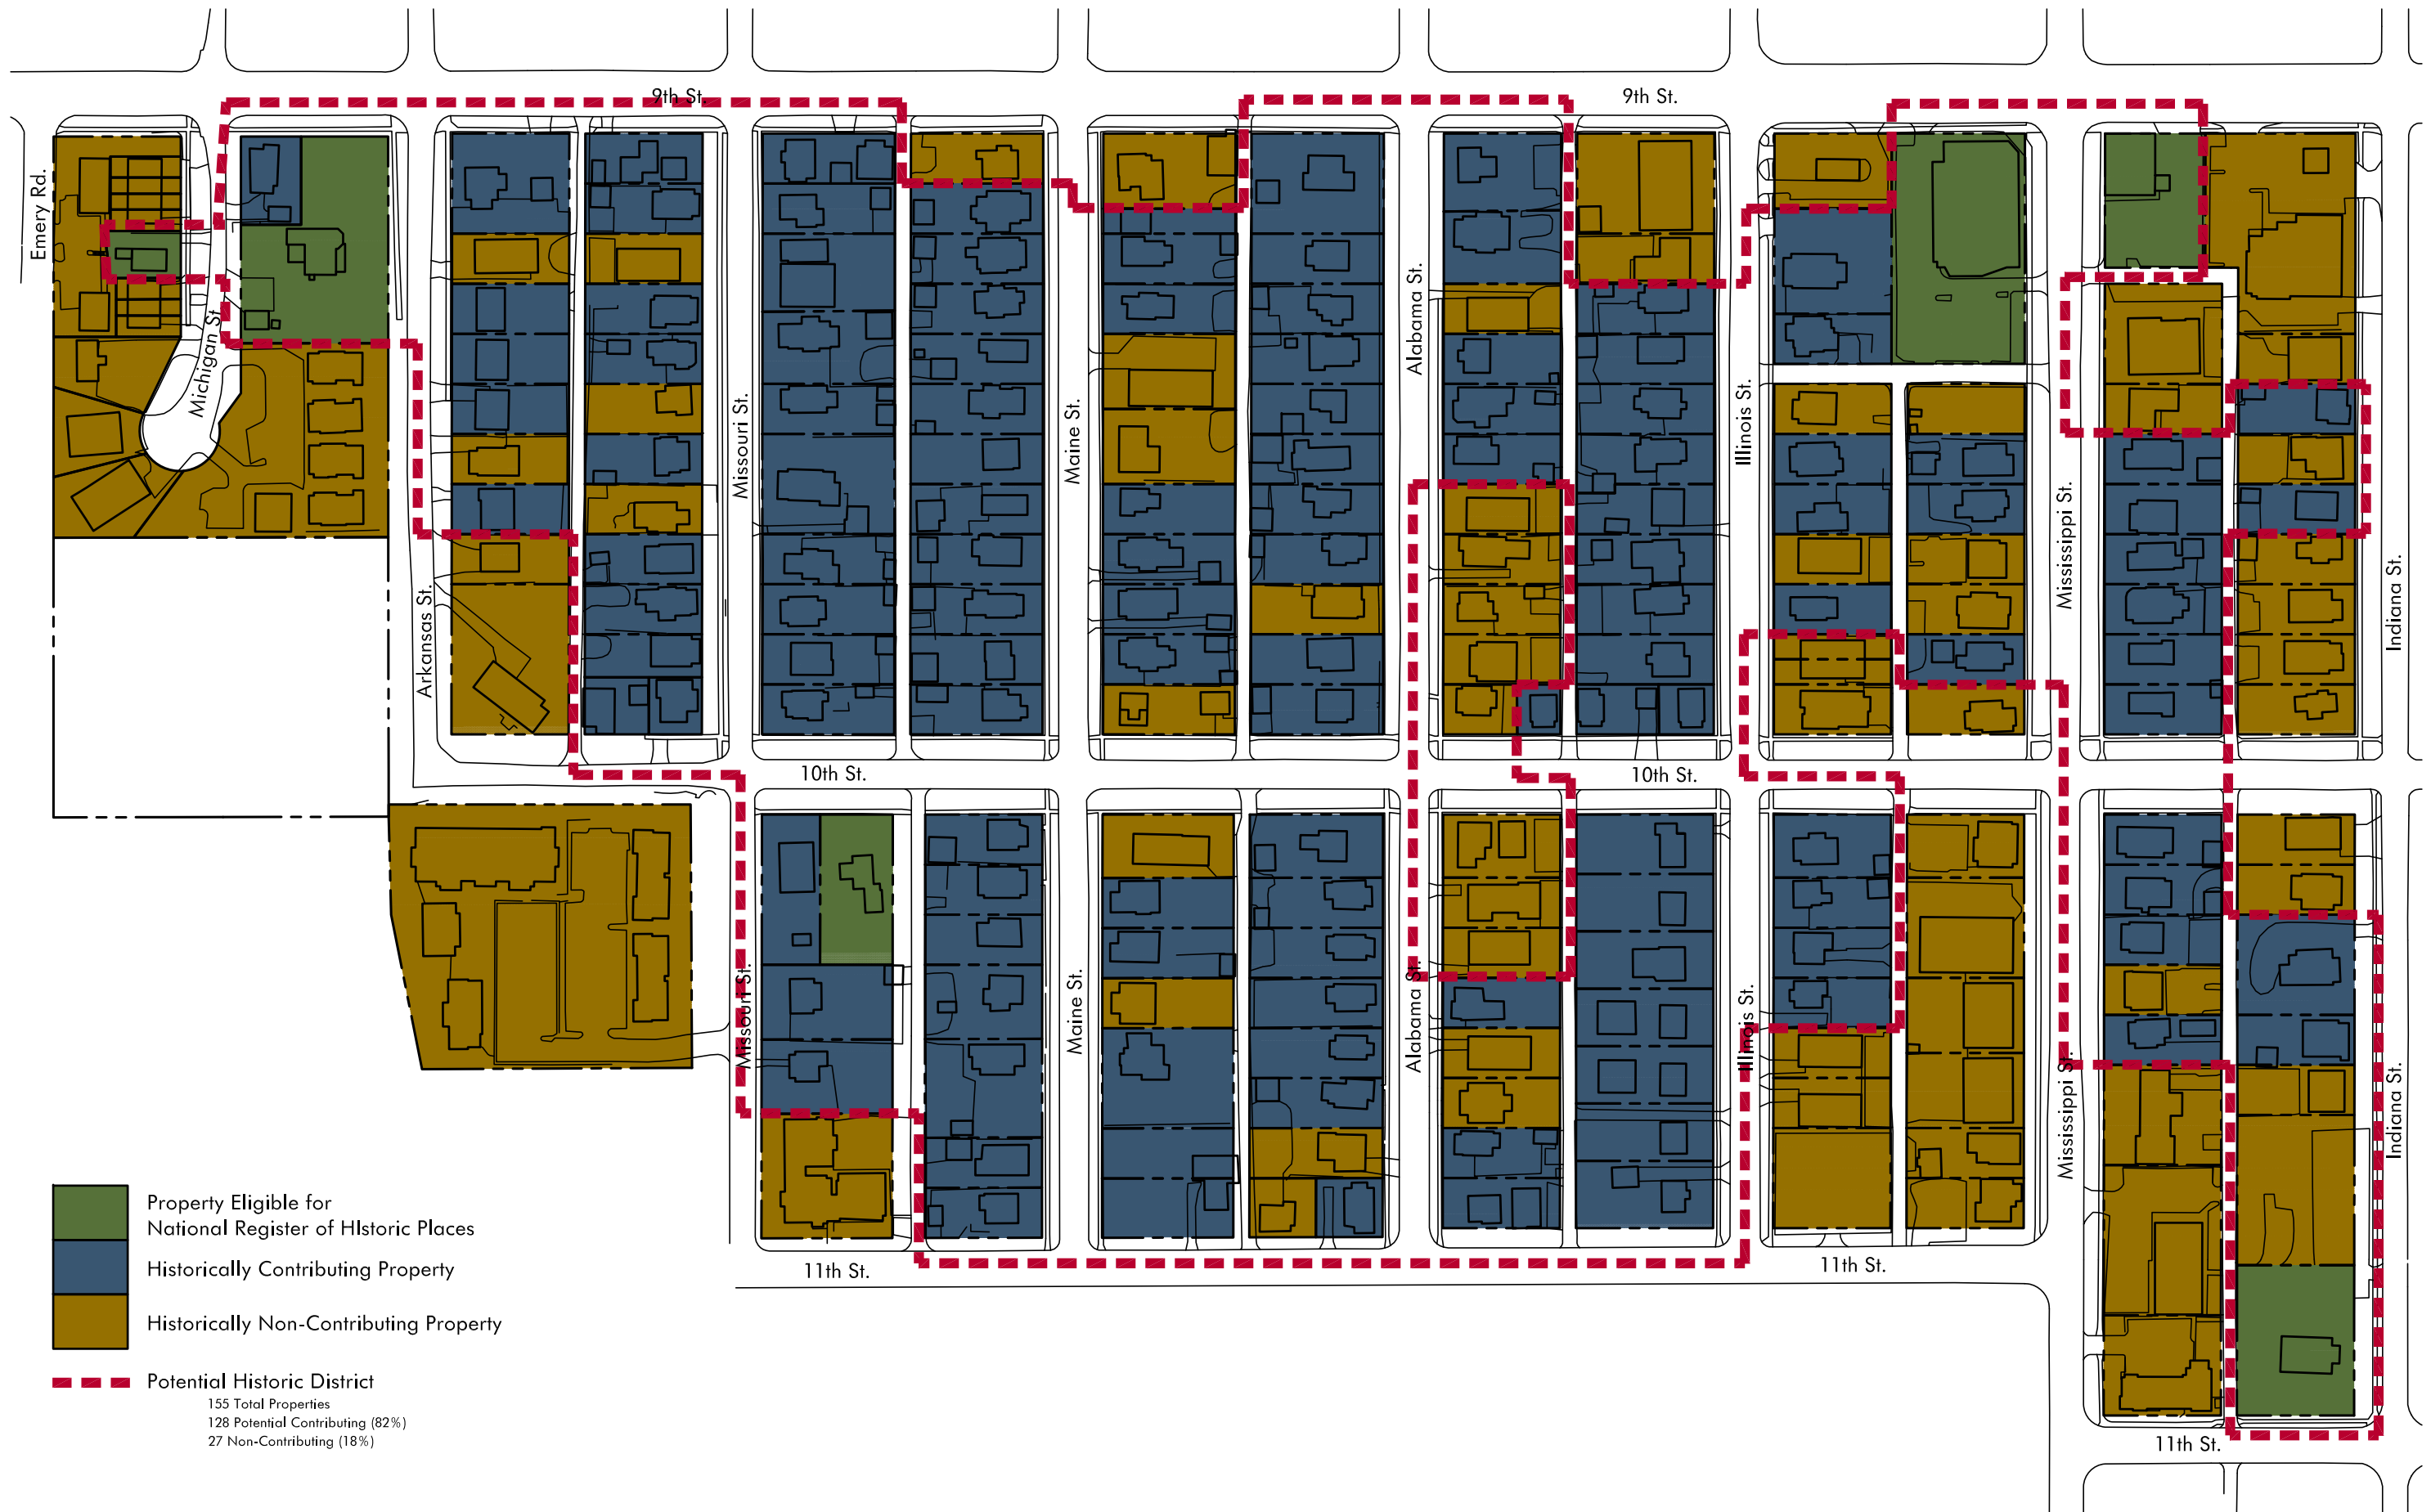 9th St.
9th St.
Emery Rd.
Michigan St
Arkansas St.
Missouri St.
Maine St.
Alabama St.
Illinois St.
Mississippi St.
Indiana St.
10th St.
10th St.
Missouri St.
Maine St.
Alabama St.
Illinois St.
Mississippi St.
Indiana St.
11th St.
11th St.
11th St.
Property Eligible for
National Register of HIstoric Places
Historically Contributing Property
Historically Non-Contributing Property
Potential Historic District
155 Total Properties
128 Potential Contributing (82%)
27 Non-Contributing (18%)